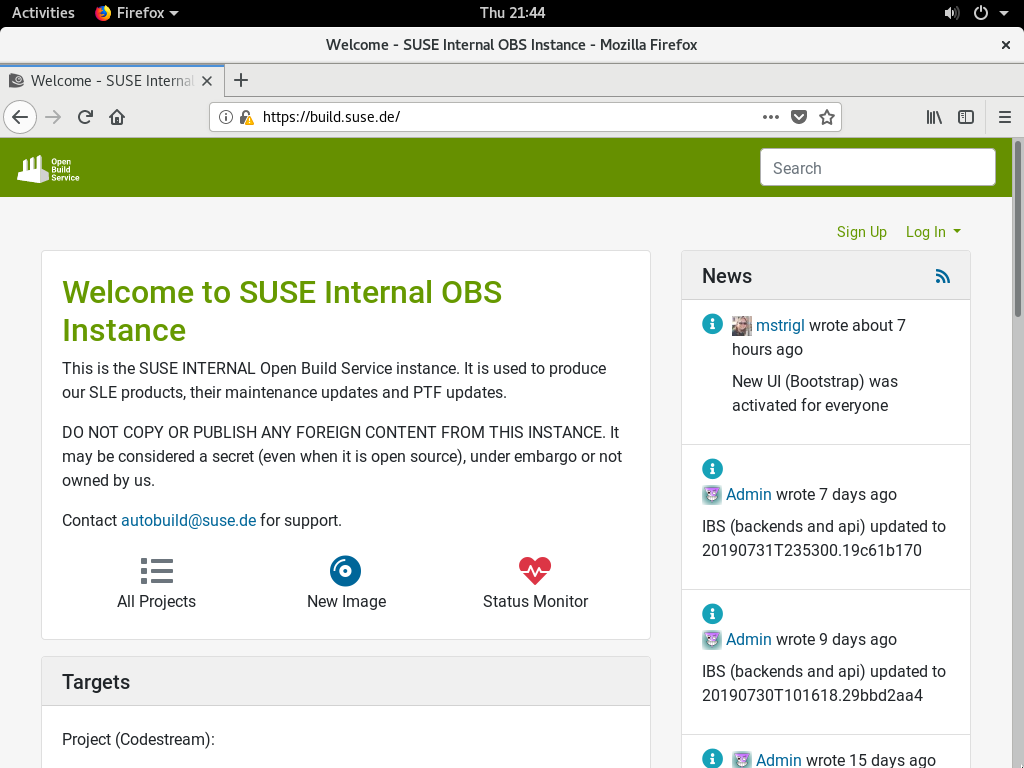 Activities Firefox Thu 21:44
Welcome - SUSE Internal OBS Instance - Mozilla Firefox
Welcome - SUSE Internal
https://build.suse.de/
Open
Build
Service
Search
Sign Up Log In
Welcome to SUSE Internal OBS
Instance
This is the SUSE INTERNAL Open Build Service instance. It is used to produce
our SLE products, their maintenance updates and PTF updates.
DO NOT COPY OR PUBLISH ANY FOREIGN CONTENT FROM THIS INSTANCE. It
may be considered a secret (even when it is open source), under embargo or not
owned by us.
Contact autobuild@suse.de for support.
All Projects New Image Status Monitor
Targets
Project (Codestream):
News
mstrigl wrote about 7
hours ago
New UI (Bootstrap) was
activated for everyone
Admin wrote 7 days ago
IBS (backends and api) updated to
20190731T235300.19c61b170
Admin wrote 9 days ago
IBS (backends and api) updated to
20190730T101618.29bbd2aa4
Admin wrote 15 days ago